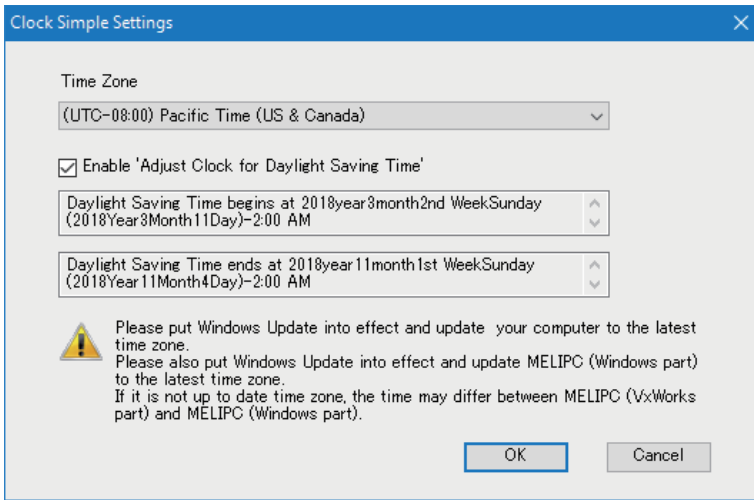 Clock Simple Settings
Time Zone
(UTC-08:00) Pacific Time (US & Canada)
Enable 'Adjust Clock for Daylight Saving Time'
Daylight Saving Time begins at 2018year3month2nd WeekSunday
(2018Year3Month11Day)-2:00 AM
Daylight Saving Time ends at 2018year11month1st WeekSunday
(2018Year11Month4Day)-2:00 AM
Please put Windows Update into effect and update your computer to the latest
time zone.
Please also put Windows Update into effect and update MELIPC (Windows part)
to the latest time zone.
If it is not up to date time zone, the time may differ between MELIPC (VxWorks
part) and MELIPC (Windows part).
OK Cancel